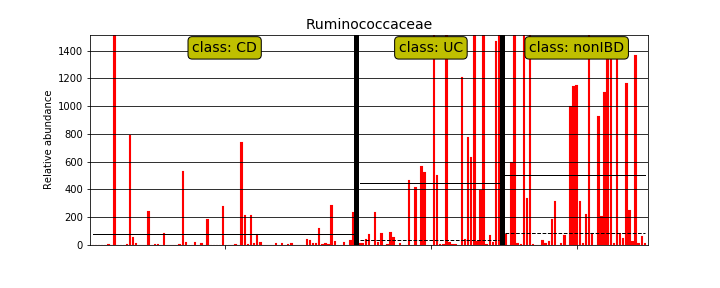 Ruminococcaceae
class: CD
class: UC
class: nonIBD
Relative abundance
1400
1200
1000
800
600
400
200
0